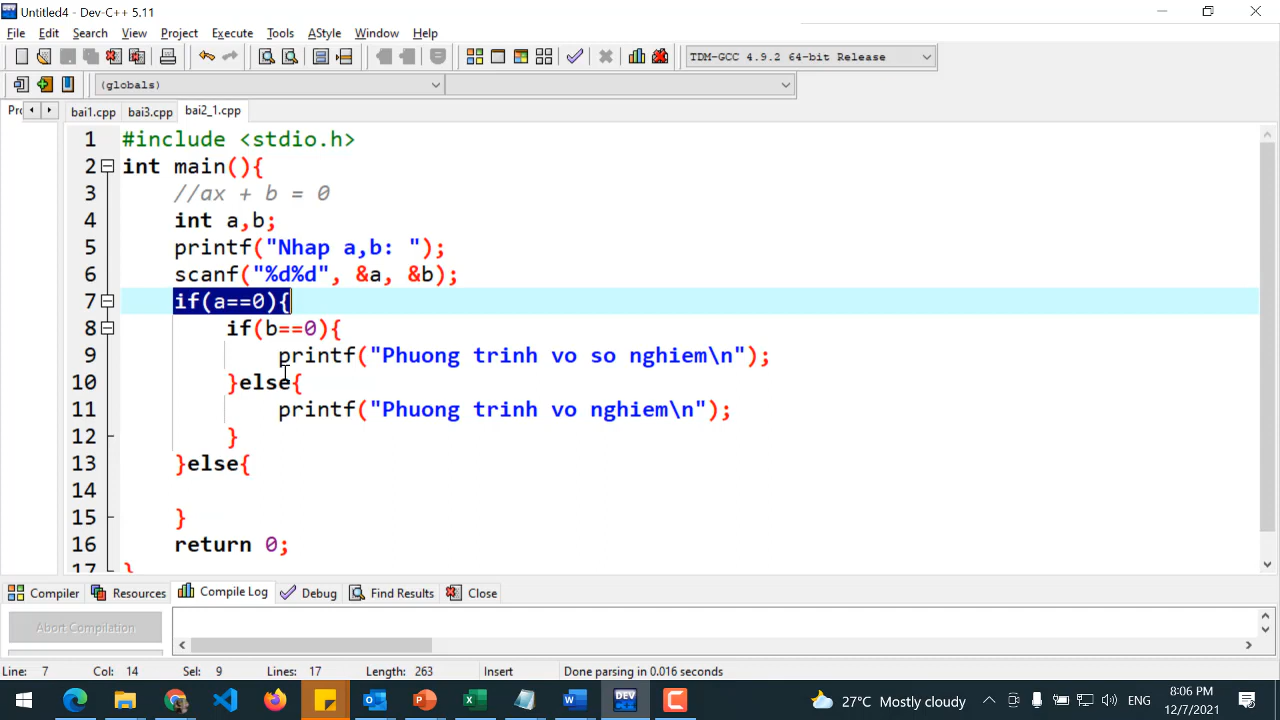 Untitled4 - Dev-C++ 5.11
File Edit Search View Project Execute Tools AStyle Window Help
TDM-GCC 4.9.2 64-bit Release
(globals)
Prc bai1.cpp bai3.cpp bai2_1.cpp
1 #include <stdio.h>
2 int main(){
3 //ax + b = 0
4 int a,b;
5 printf("Nhap a,b: ");
6 scanf("%d%d", &a, &b);
7 if(a==0){
8 if(b==0){
9 printf("Phuong trinh vo so nghiem\n");
10 }else{
11 printf("Phuong trinh vo nghiem\n");
12 }
13 }else{
14
15 }
16 return 0;
17 }
Compiler Resources Compile Log Debug Find Results Close
Abort Compilation
Line: 7 Col: 14 Sel: 9 Lines: 17 Length: 263 Insert Done parsing in 0.016 seconds
27°C Mostly cloudy ENG
8:06 PM
12/7/2021